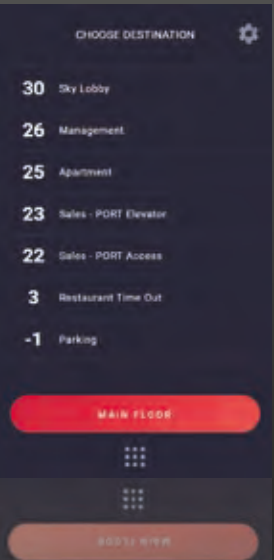 CHOOSE DESTINATION
30 Sky Lobby
26 Management
25 Apartment
23 Sales - PORT Elevator
22 Sales - PORT Access
3 Restaurant Time Out
-1 Parking
MAIN FLOOR